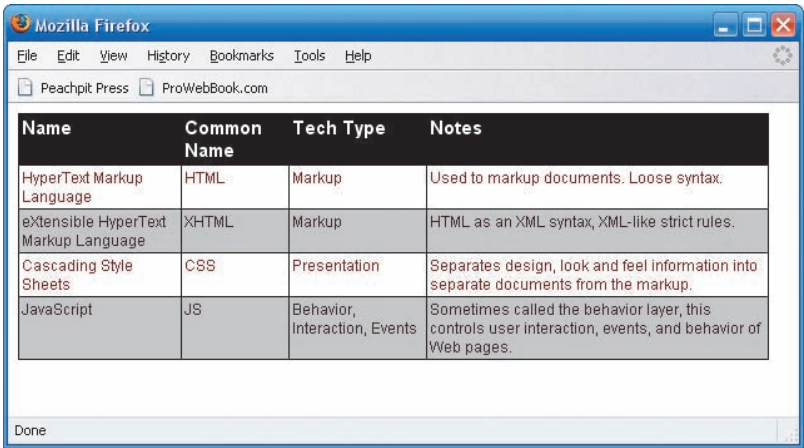 Mozilla Firefox
File Edit View History Bookmarks Tools Help
Peachpit Press ProWebBook.com
Name Common Name Tech Type Notes
HyperText Markup Language HTML Markup Used to markup documents. Loose syntax.
eXtensible HyperText Markup Language XHTML Markup HTML as an XML syntax, XML-like strict rules.
Cascading Style Sheets CSS Presentation Separates design, look and feel information into separate documents from the markup.
JavaScript JS Behavior, Interaction, Events Sometimes called the behavior layer, this controls user interaction, events, and behavior of Web pages.
Done